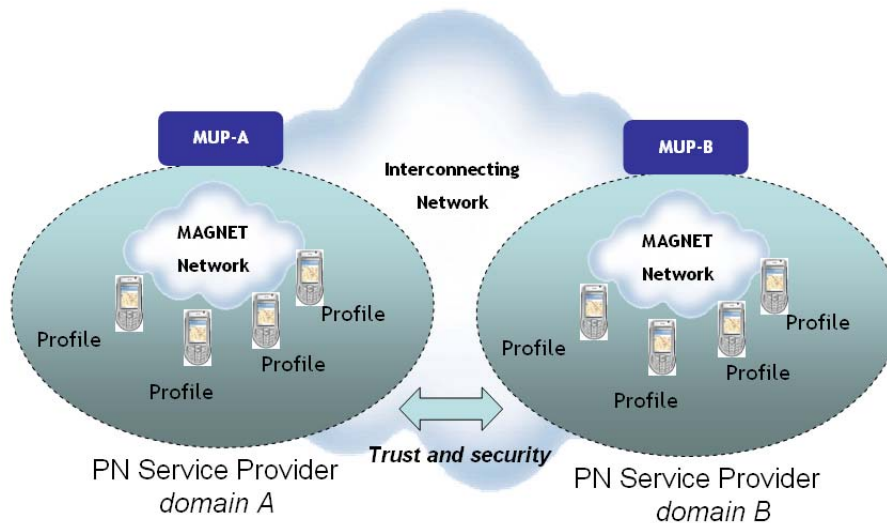 MUP-A
MUP-B
Interconnecting
Network
MAGNET
Network
MAGNET
Network
Profile
Profile
Profile
Profile
Profile
Profile
Profile
Profile
Trust and security
PN Service Provider
domain A
PN Service Provider
domain B